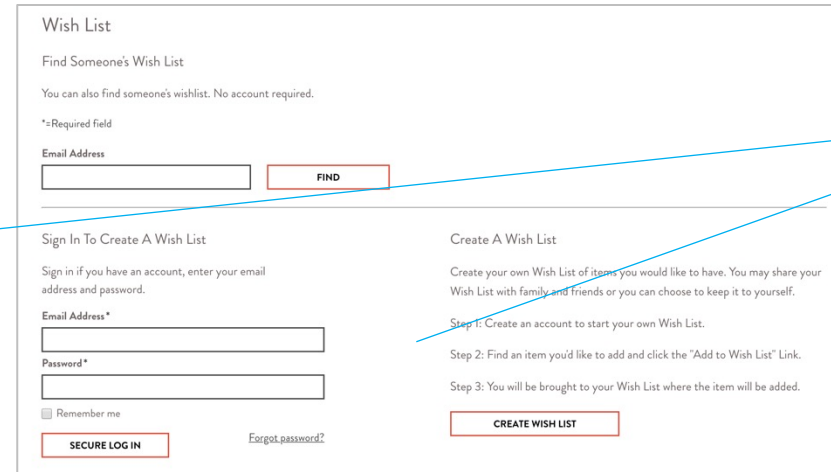 Wish List
Find Someone's Wish List
You can also find someone's wishlist. No account required.
*=Required field
Email Address
FIND
Sign In To Create A Wish List
Sign in if you have an account, enter your email
address and password.
Email Address*
Password*
Remember me
SECURE LOG IN
Forgot password?
Create A Wish List
Create your own Wish List of items you would like to have. You may share your
Wish List with family and friends or you can choose to keep it to yourself.
Step 1: Create an account to start your own Wish List.
Step 2: Find an item you'd like to add and click the "Add to Wish List" Link.
Step 3: You will be brought to your Wish List where the item will be added.
CREATE WISH LIST